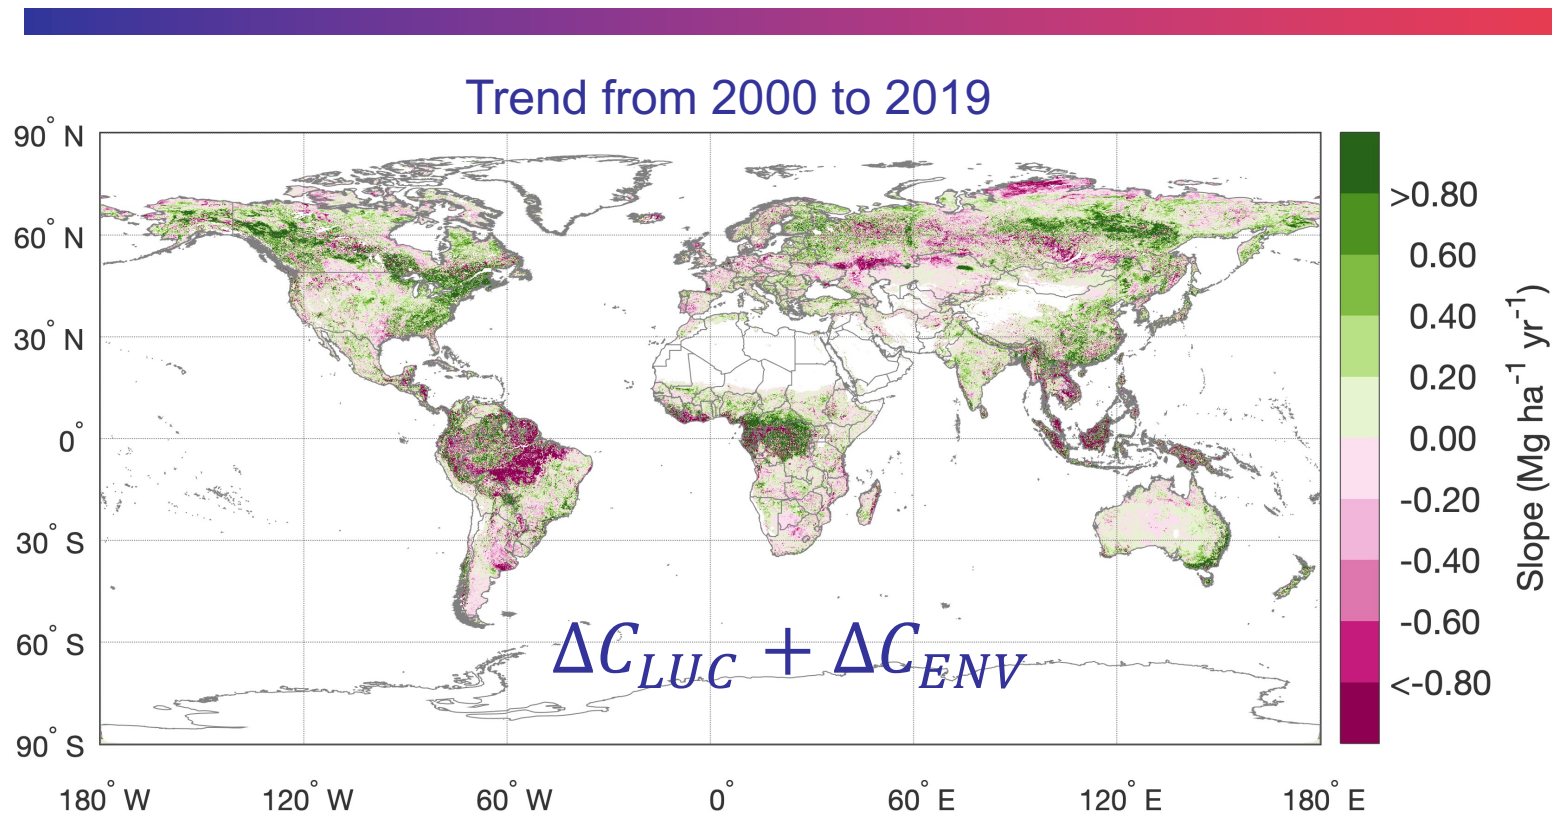 Trend from 2000 to 2019
90° N
60° N
30° N
0°
30° S
60° S
90° S
180° W
120° W
60° W
0°
60° E
120° E
180° E
ΔC_LUC + ΔC_ENV
>0.80
0.60
0.40
0.20
0.00
-0.20
-0.40
-0.60
<-0.80
Slope (Mg ha⁻¹ yr⁻¹)